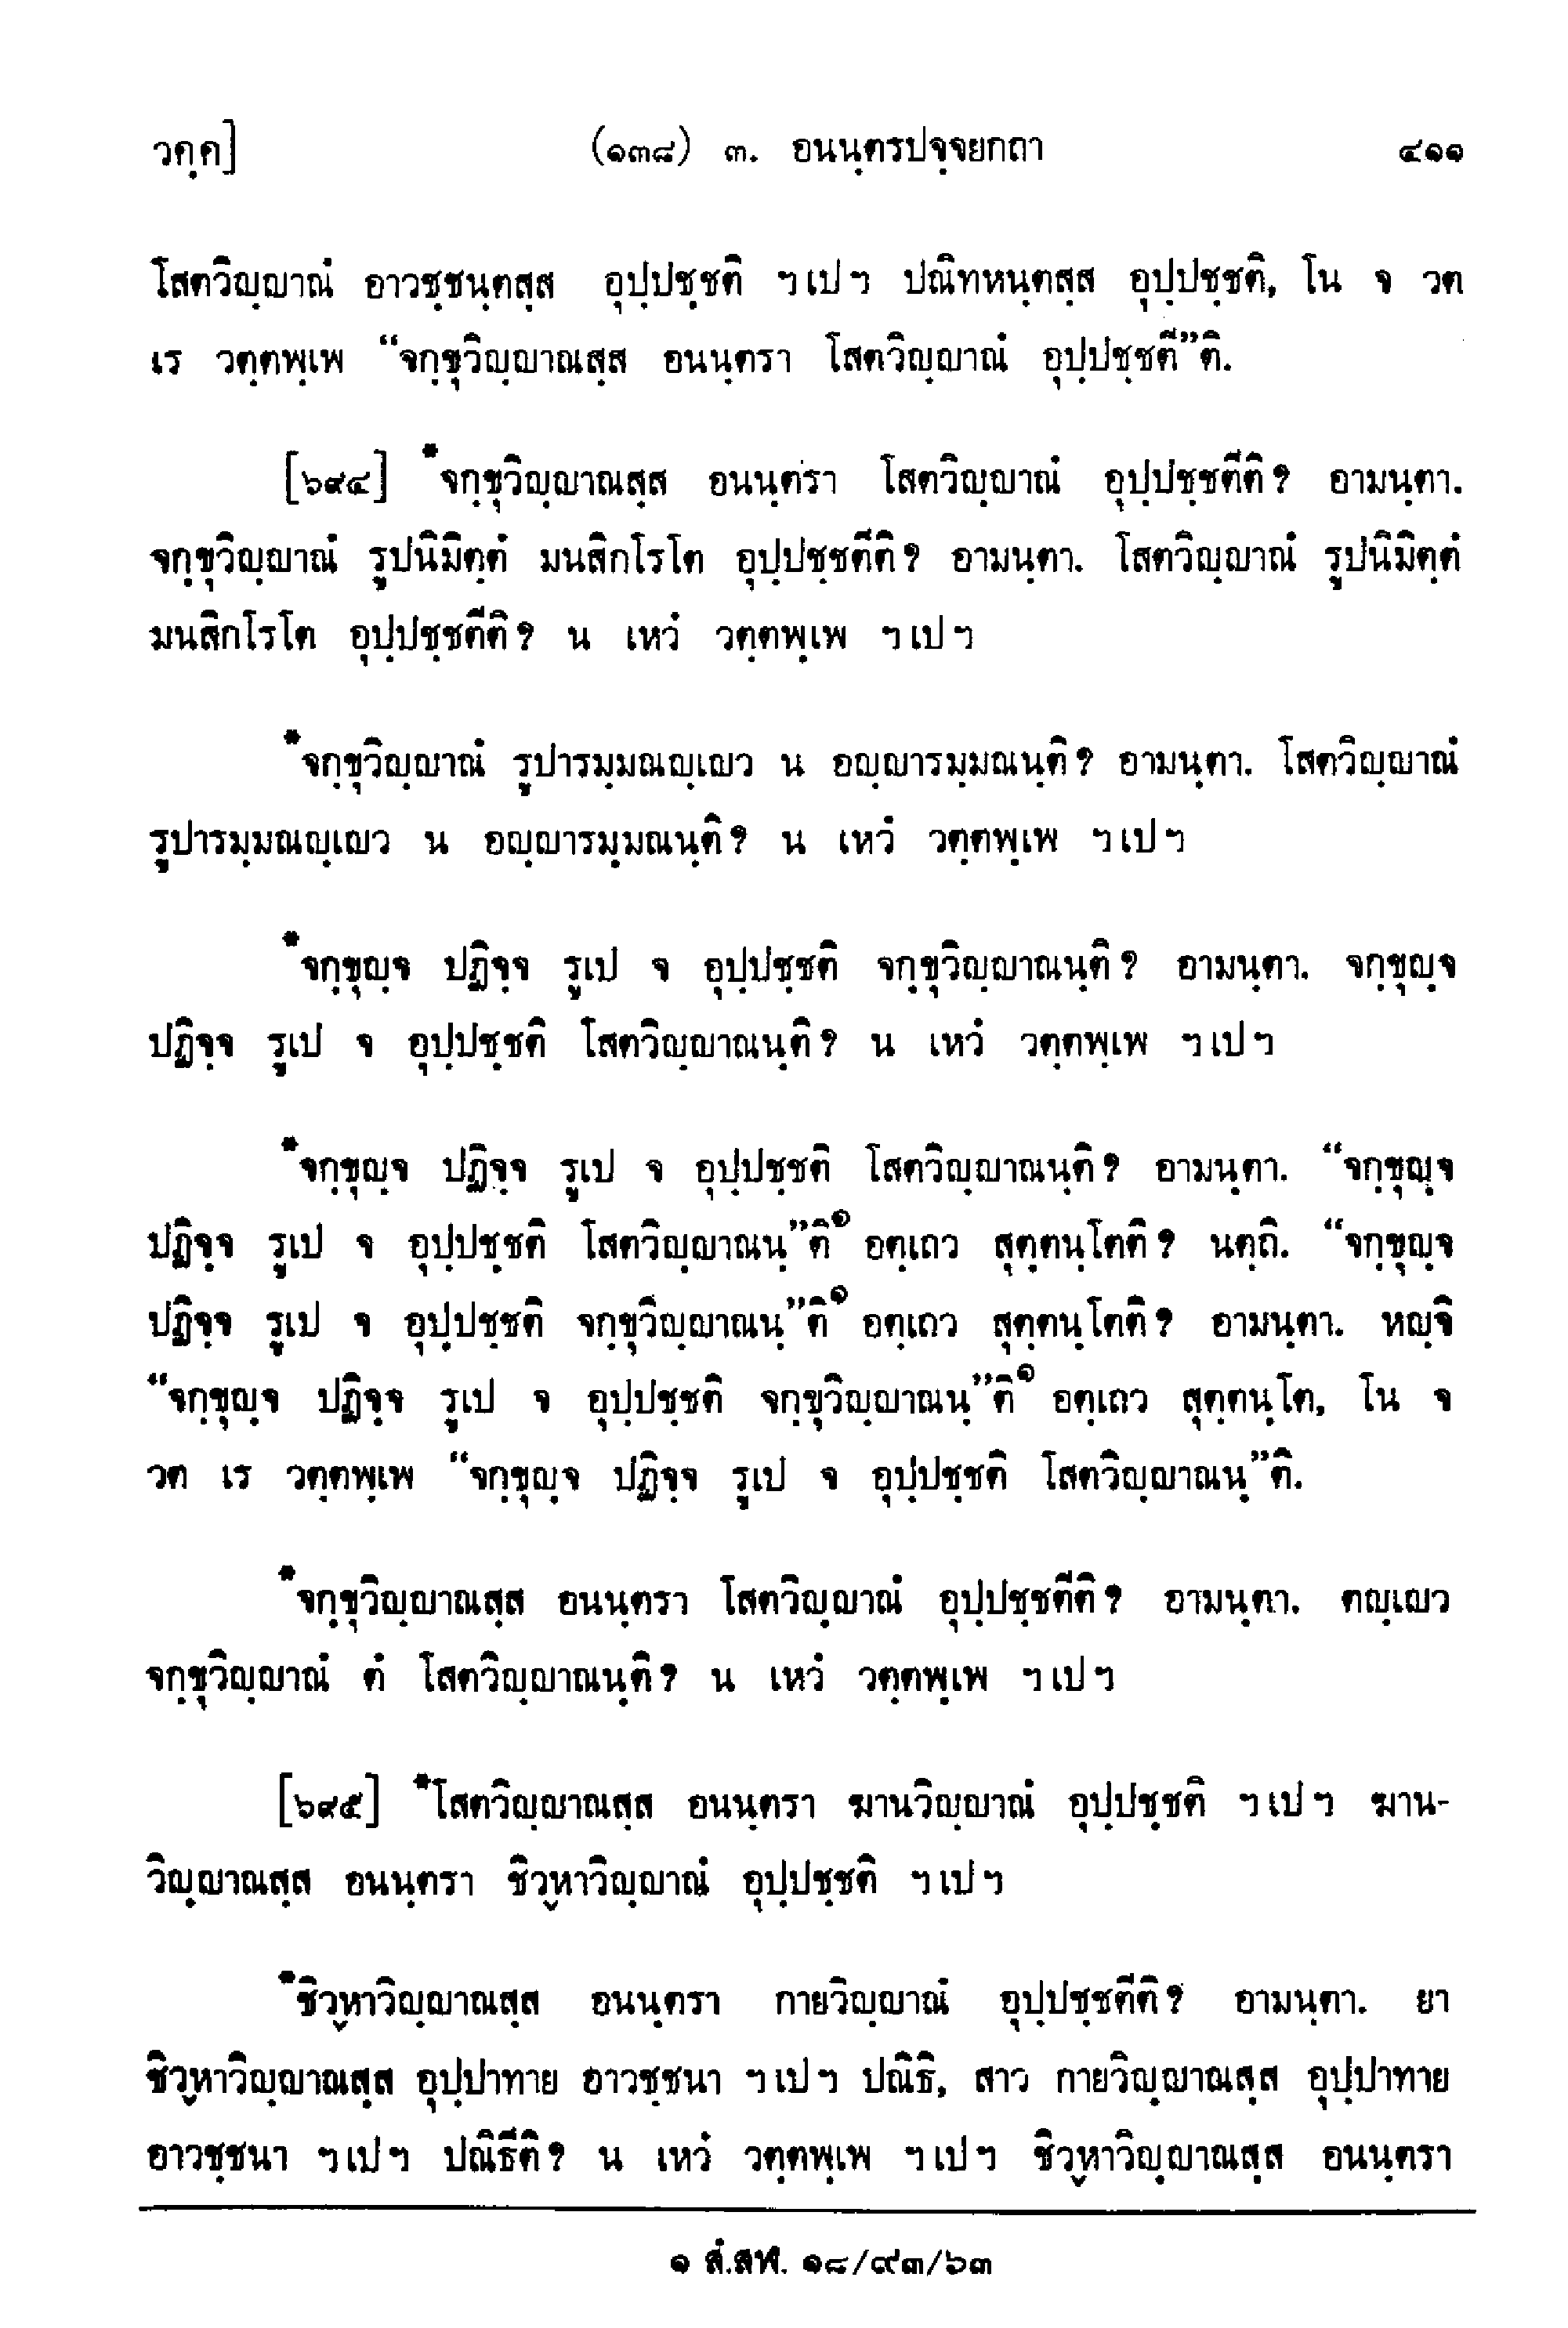 วคฺค]
(๑๓๘) ๓. อนนฺตรปจฺจยกถา
๔๑๑
โสตวิญฺญาณํ อาวชฺชนฺตสฺส อุปฺปชฺชติ ฯเปฯ ปณิทหนฺตสฺส อุปฺปชฺชติ, โน จ วต
เร วตฺตพฺเพ “จกฺขุวิญฺญาณสฺส อนนฺตรา โสตวิญฺญาณํ อุปฺปชฺชตี”ติ.
[๖๙๔] *จกฺขุวิญฺญาณสฺส อนนฺตรา โสตวิญฺญาณํ อุปฺปชฺชตีติ? อามนฺตา.
จกฺขุวิญฺญาณํ รูปนิมิตฺตํ มนสิกโรโต อุปฺปชฺชตีติ? อามนฺตา. โสตวิญฺญาณํ รูปนิมิตฺตํ
มนสิกโรโต อุปฺปชฺชตีติ? น เหวํ วตฺตพฺเพ ฯเปฯ
*จกฺขุวิญฺญาณํ รูปารมฺมณญฺเญว น อญฺญารมฺมณนฺติ? อามนฺตา. โสตวิญฺญาณํ
รูปารมฺมณญฺเญว น อญฺญารมฺมณนฺติ? น เหวํ วตฺตพฺเพ ฯเปฯ
*จกฺขุญฺจ ปฏิจฺจ รูเป จ อุปฺปชฺชติ จกฺขุวิญฺญาณนฺติ? อามนฺตา. จกฺขุญฺจ
ปฏิจฺจ รูเป จ อุปฺปชฺชติ โสตวิญฺญาณนฺติ? น เหวํ วตฺตพฺเพ ฯเปฯ
*จกฺขุญฺจ ปฏิจฺจ รูเป จ อุปฺปชฺชติ โสตวิญฺญาณนฺติ? อามนฺตา. “จกฺขุญฺจ
ปฏิจฺจ รูเป จ อุปฺปชฺชติ โสตวิญฺญาณนฺ”ติ๑ อตฺเถว สุตฺตนฺโตติ? นตฺถิ. “จกฺขุญฺจ
ปฏิจฺจ รูเป จ อุปฺปชฺชติ จกฺขุวิญฺญาณนฺ”ติ๑ อตฺเถว สุตฺตนฺโตติ? อามนฺตา. หญฺจิ
“จกฺขุญฺจ ปฏิจฺจ รูเป จ อุปฺปชฺชติ จกฺขุวิญฺญาณนฺ”ติ๑ อตฺเถว สุตฺตนฺโต, โน จ
วต เร วตฺตพฺเพ “จกฺขุญฺจ ปฏิจฺจ รูเป จ อุปฺปชฺชติ โสตวิญฺญาณนฺ”ติ.
*จกฺขุวิญฺญาณสฺส อนนฺตรา โสตวิญฺญาณํ อุปฺปชฺชตีติ? อามนฺตา. ตญฺเญว
จกฺขุวิญฺญาณํ ตํ โสตวิญฺญาณนฺติ? น เหวํ วตฺตพฺเพ ฯเปฯ
[๖๙๕] *โสตวิญฺญาณสฺส อนนฺตรา ฆานวิญฺญาณํ อุปฺปชฺชติ ฯเปฯ ฆาน-
วิญฺญาณสฺส อนนฺตรา ชิวฺหาวิญฺญาณํ อุปฺปชฺชติ ฯเปฯ
*ชิวฺหาวิญฺญาณสฺส อนนฺตรา กายวิญฺญาณํ อุปฺปชฺชตีติ? อามนฺตา. ยา
ชิวฺหาวิญฺญาณสฺส อุปฺปาทาย อาวชฺชนา ฯเปฯ ปณิธิ, สาว กายวิญฺญาณสฺส อุปฺปาทาย
อาวชฺชนา ฯเปฯ ปณิธีติ? น เหวํ วตฺตพฺเพ ฯเปฯ ชิวฺหาวิญฺญาณสฺส อนนฺตรา
๑ สํ.สฬ. ๑๘/๙๓/๖๓